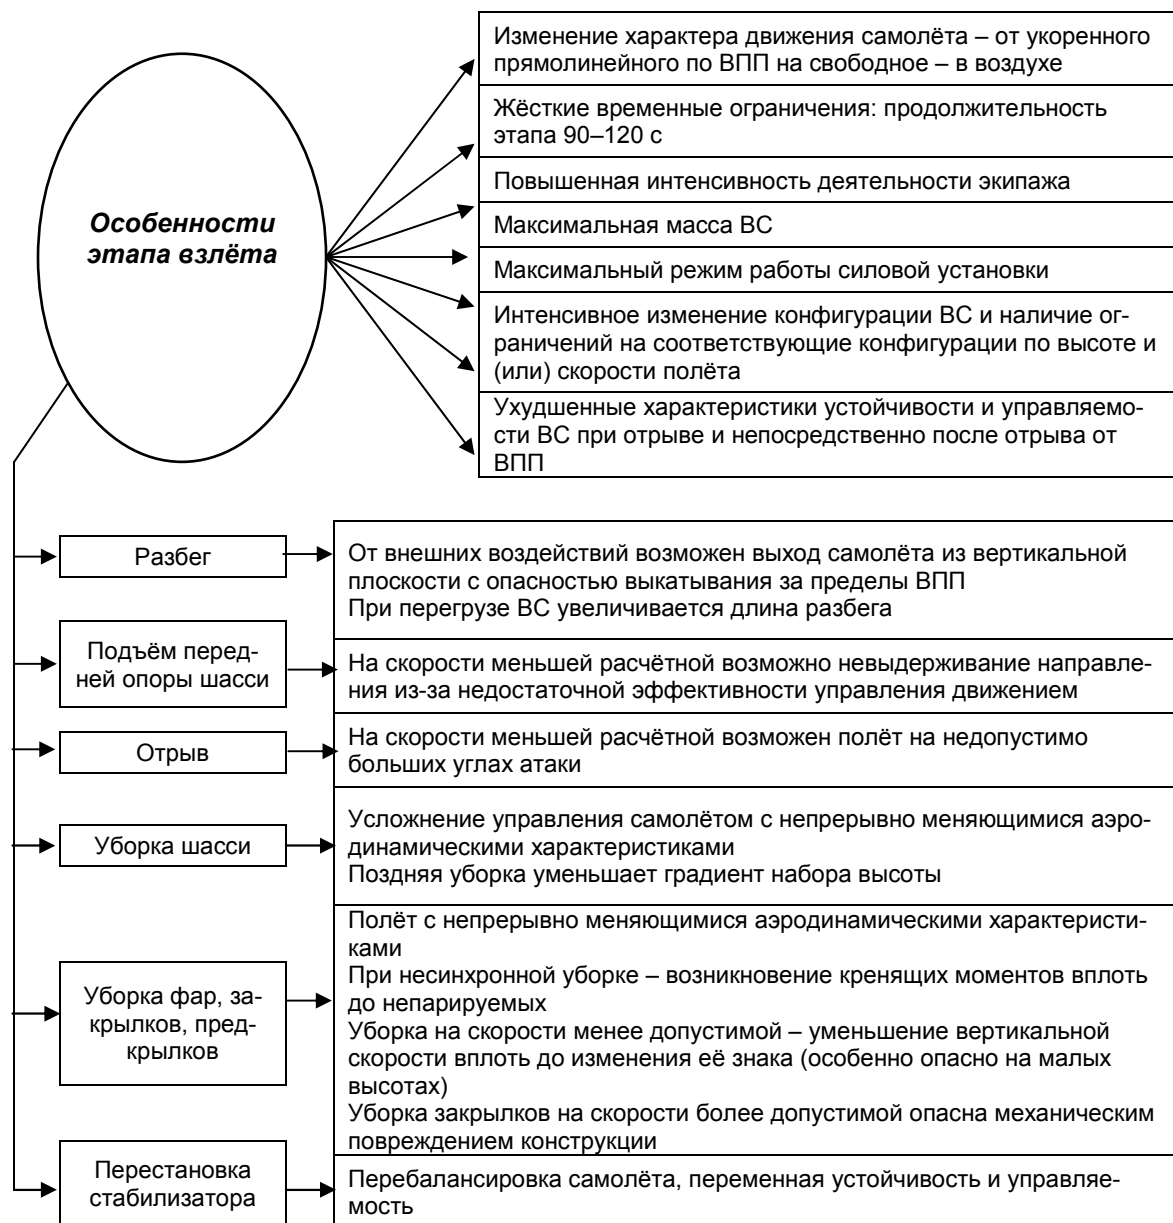 Особенности
этапа взлёта
Изменение характера движения самолёта – от укоренного
прямолинейного по ВПП на свободное – в воздухе
Жёсткие временные ограничения: продолжительность
этапа 90–120 с
Повышенная интенсивность деятельности экипажа
Максимальная масса ВС
Максимальный режим работы силовой установки
Интенсивное изменение конфигурации ВС и наличие ог-
раничений на соответствующие конфигурации по высоте и
(или) скорости полёта
Ухудшенные характеристики устойчивости и управляемо-
сти ВС при отрыве и непосредственно после отрыва от
ВПП
Разбег
От внешних воздействий возможен выход самолёта из вертикальной
плоскости с опасностью выкатывания за пределы ВПП
При перегрузе ВС увеличивается длина разбега
Подъём перед-
ней опоры шасси
На скорости меньшей расчётной возможно невыдерживание направле-
ния из-за недостаточной эффективности управления движением
Отрыв
На скорости меньшей расчётной возможен полёт на недопустимо
больших углах атаки
Уборка шасси
Усложнение управления самолётом с непрерывно меняющимися аэро-
динамическими характеристиками
Поздняя уборка уменьшает градиент набора высоты
Уборка фар, за-
крылков, пред-
крылков
Полёт с непрерывно меняющимися аэродинамическими характеристи-
ками
При несинхронной уборке – возникновение кренящих моментов вплоть
до непарируемых
Уборка на скорости менее допустимой – уменьшение вертикальной
скорости вплоть до изменения её знака (особенно опасно на малых
высотах)
Уборка закрылков на скорости более допустимой опасна механическим
повреждением конструкции
Перестановка
стабилизатора
Перебалансировка самолёта, переменная устойчивость и управляе-
мость